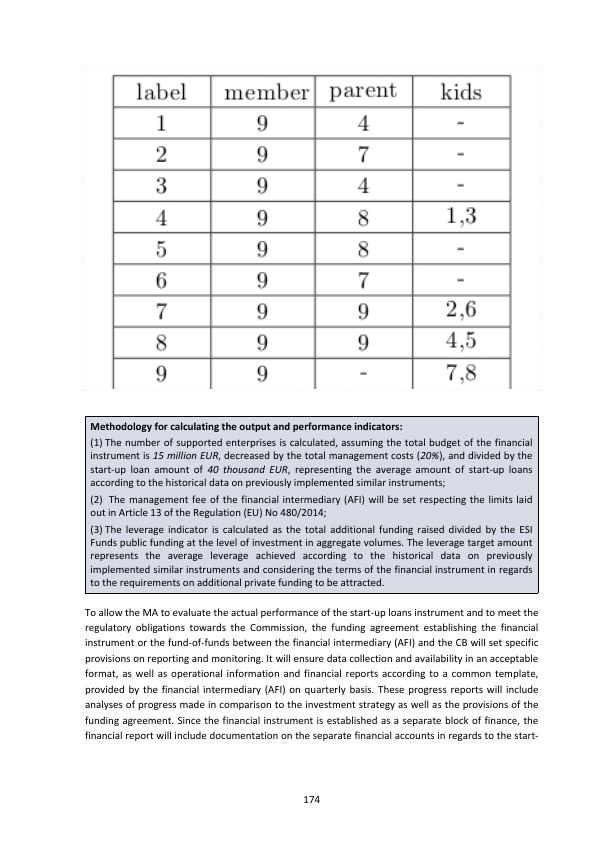 label member parent kids
1 9 4 -
2 9 7 -
3 9 4 -
4 9 8 1,3
5 9 8 -
6 9 7 -
7 9 9 2,6
8 9 9 4,5
9 9 - 7,8
Methodology for calculating the output and performance indicators:
(1) The number of supported enterprises is calculated, assuming the total budget of the financial
instrument is 15 million EUR, decreased by the total management costs (20%), and divided by the
start-up loan amount of 40 thousand EUR, representing the average amount of start-up loans
according to the historical data on previously implemented similar instruments;
(2) The management fee of the financial intermediary (AFI) will be set respecting the limits laid
out in Article 13 of the Regulation (EU) No 480/2014;
(3) The leverage indicator is calculated as the total additional funding raised divided by the ESI
Funds public funding at the level of investment in aggregate volumes. The leverage target amount
represents the average leverage achieved according to the historical data on previously
implemented similar instruments and considering the terms of the financial instrument in regards
to the requirements on additional private funding to be attracted.
To allow the MA to evaluate the actual performance of the start-up loans instrument and to meet the
regulatory obligations towards the Commission, the funding agreement establishing the financial
instrument or the fund-of-funds between the financial intermediary (AFI) and the CB will set specific
provisions on reporting and monitoring. It will ensure data collection and availability in an acceptable
format, as well as operational information and financial reports according to a common template,
provided by the financial intermediary (AFI) on quarterly basis. These progress reports will include
analyses of progress made in comparison to the investment strategy as well as the provisions of the
funding agreement. Since the financial instrument is established as a separate block of finance, the
financial report will include documentation on the separate financial accounts in regards to the start-
174